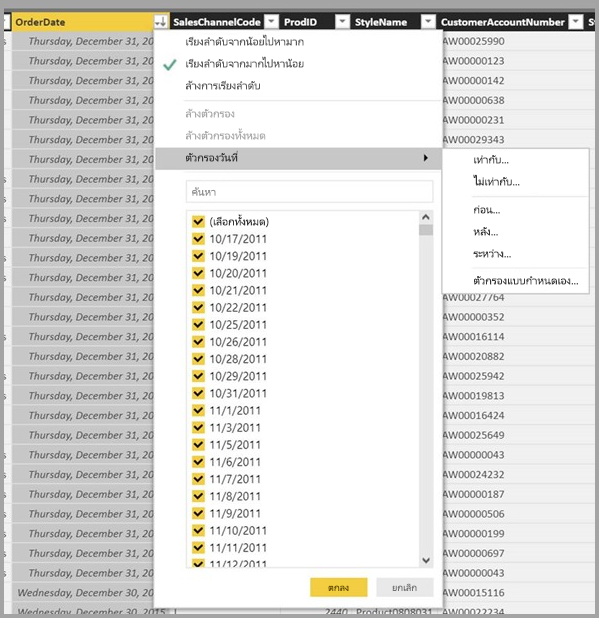 OrderDate SalesChannelCode ProdID StyleName CustomerAccountNumber
Thursday, December 31, 20 เรียงลำดับจากน้อยไปหามาก AW00025990
Thursday, December 31, 20 เรียงลำดับจากมากไปหาน้อย AW00000123
Thursday, December 31, 20 ล้างการเรียงลำดับ AW00000142
Thursday, December 31, 20 AW00000638
Thursday, December 31, 20 ล้างตัวกรอง AW00000231
Thursday, December 31, 20 ล้างตัวกรองทั้งหมด AW00029343
Thursday, December 31, 20 ตัวกรองวันที่ เท่ากับ...
Thursday, December 31, 20 ไม่เท่ากับ...
Thursday, December 31, 20 ค้นหา
Thursday, December 31, 20 ก่อน...
Thursday, December 31, 20 (เลือกทั้งหมด) หลัง...
Thursday, December 31, 20 10/17/2011
Thursday, December 31, 20 10/19/2011 ระหว่าง...
Thursday, December 31, 20 10/20/2011 ตัวกรองแบบกำหนดเอง...
Thursday, December 31, 20 10/21/2011 AW00027764
Thursday, December 31, 20 10/22/2011 AW00000352
Thursday, December 31, 20 10/25/2011 AW00016114
Thursday, December 31, 20 10/26/2011 AW00020882
Thursday, December 31, 20 10/28/2011 AW00025942
Thursday, December 31, 20 10/29/2011 AW00019813
10/31/2011
Thursday, December 31, 20 11/1/2011 AW00016424
Thursday, December 31, 20 11/3/2011 AW00025649
Thursday, December 31, 20 11/5/2011 AW00000043
Thursday, December 31, 20 11/6/2011 AW00024232
Thursday, December 31, 20 11/7/2011 AW00000187
Thursday, December 31, 20 11/8/2011 AW00000506
Thursday, December 31, 20 11/9/2011 AW00000199
Thursday, December 31, 20 11/10/2011 AW00000697
Thursday, December 31, 20 11/11/2011 AW00000043
11/12/2011
Wednesday, December 30, 20 ตกลง ยกเลิก AW00015116
Wednesday, December 30, 2015 1 2440 Product0808031 AW00022234